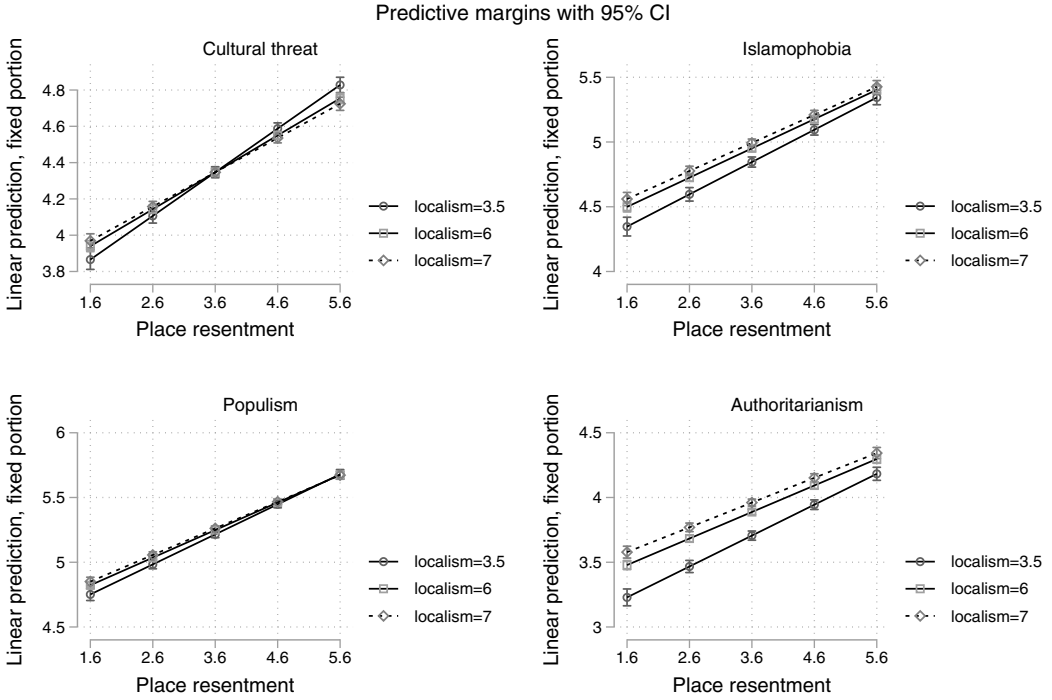 Predictive margins with 95% CI
Cultural threat
Linear prediction, fixed portion
4.8
4.6
4.4
4.2
4
3.8
1.6 2.6 3.6 4.6 5.6
Place resentment
localism=3.5
localism=6
localism=7
Islamophobia
Linear prediction, fixed portion
5.5
5
4.5
4
1.6 2.6 3.6 4.6 5.6
Place resentment
localism=3.5
localism=6
localism=7
Populism
Linear prediction, fixed portion
6
5.5
5
4.5
1.6 2.6 3.6 4.6 5.6
Place resentment
localism=3.5
localism=6
localism=7
Authoritarianism
Linear prediction, fixed portion
4.5
4
3.5
3
1.6 2.6 3.6 4.6 5.6
Place resentment
localism=3.5
localism=6
localism=7